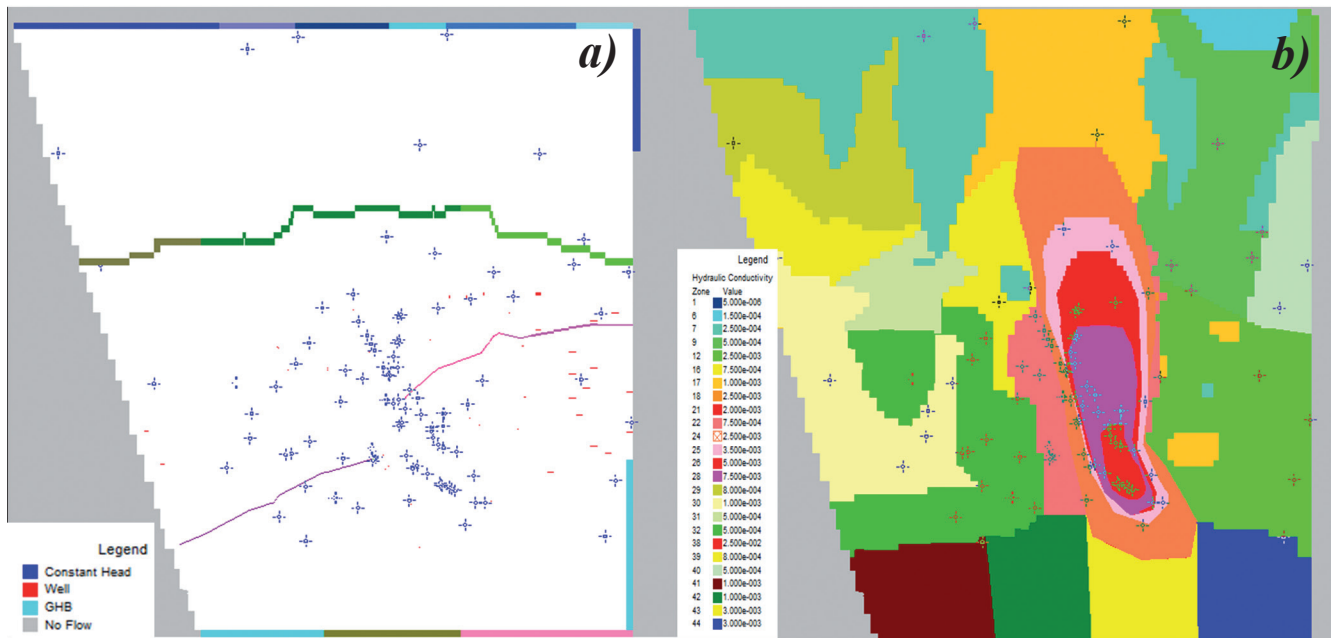 a)
b)
Legend
Constant Head
Well
GHB
No Flow
Legend
Hydraulic Conductivity
Zone Value
1 5.000e-006
6 1.500e-004
7 2.500e-004
9 5.000e-004
12 2.500e-003
16 7.500e-004
17 1.000e-003
18 2.500e-003
21 2.000e-003
22 7.500e-004
24 2.500e-003
25 3.500e-003
26 5.000e-003
28 7.500e-003
29 8.000e-004
30 1.000e-003
31 5.000e-004
32 5.000e-004
38 2.500e-002
39 8.000e-004
40 5.000e-004
41 1.000e-003
42 1.000e-003
43 3.000e-003
44 3.000e-003